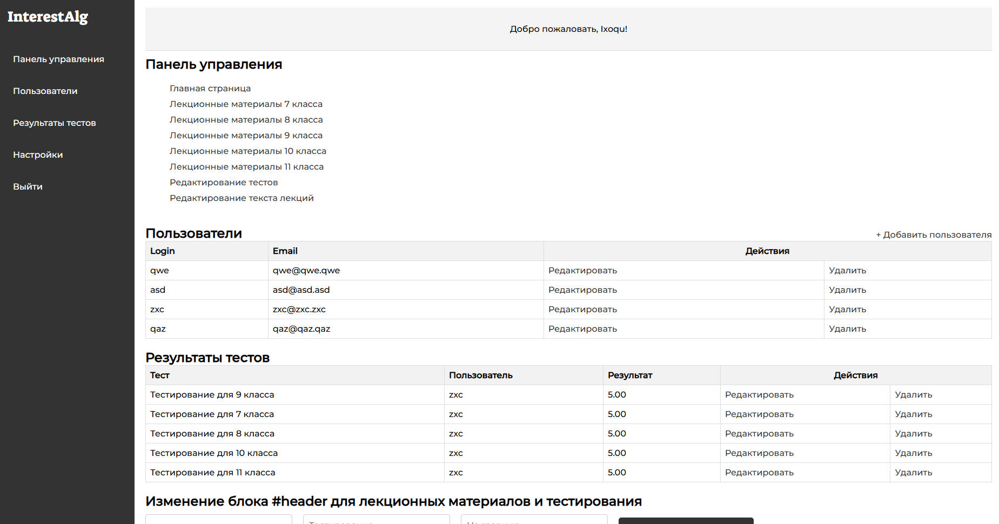 InterestAlg
Панель управления
Пользователи
Результаты тестов
Настройки
Выйти
Добро пожаловать, Ixoqu!
Панель управления
Главная страница
Лекционные материалы 7 класса
Лекционные материалы 8 класса
Лекционные материалы 9 класса
Лекционные материалы 10 класса
Лекционные материалы 11 класса
Редактирование тестов
Редактирование текста лекций
Пользователи + Добавить пользователя
Login Email Действия
qwe qwe@qwe.qwe Редактировать Удалить
asd asd@asd.asd Редактировать Удалить
zxc zxc@zxc.zxc Редактировать Удалить
qaz qaz@qaz.qaz Редактировать Удалить
Результаты тестов
Тест Пользователь Результат Действия
Тестирование для 9 класса zxc 5.00 Редактировать Удалить
Тестирование для 7 класса zxc 5.00 Редактировать Удалить
Тестирование для 8 класса zxc 5.00 Редактировать Удалить
Тестирование для 10 класса zxc 5.00 Редактировать Удалить
Тестирование для 11 класса zxc 5.00 Редактировать Удалить
Изменение блока #header для лекционных материалов и тестирования